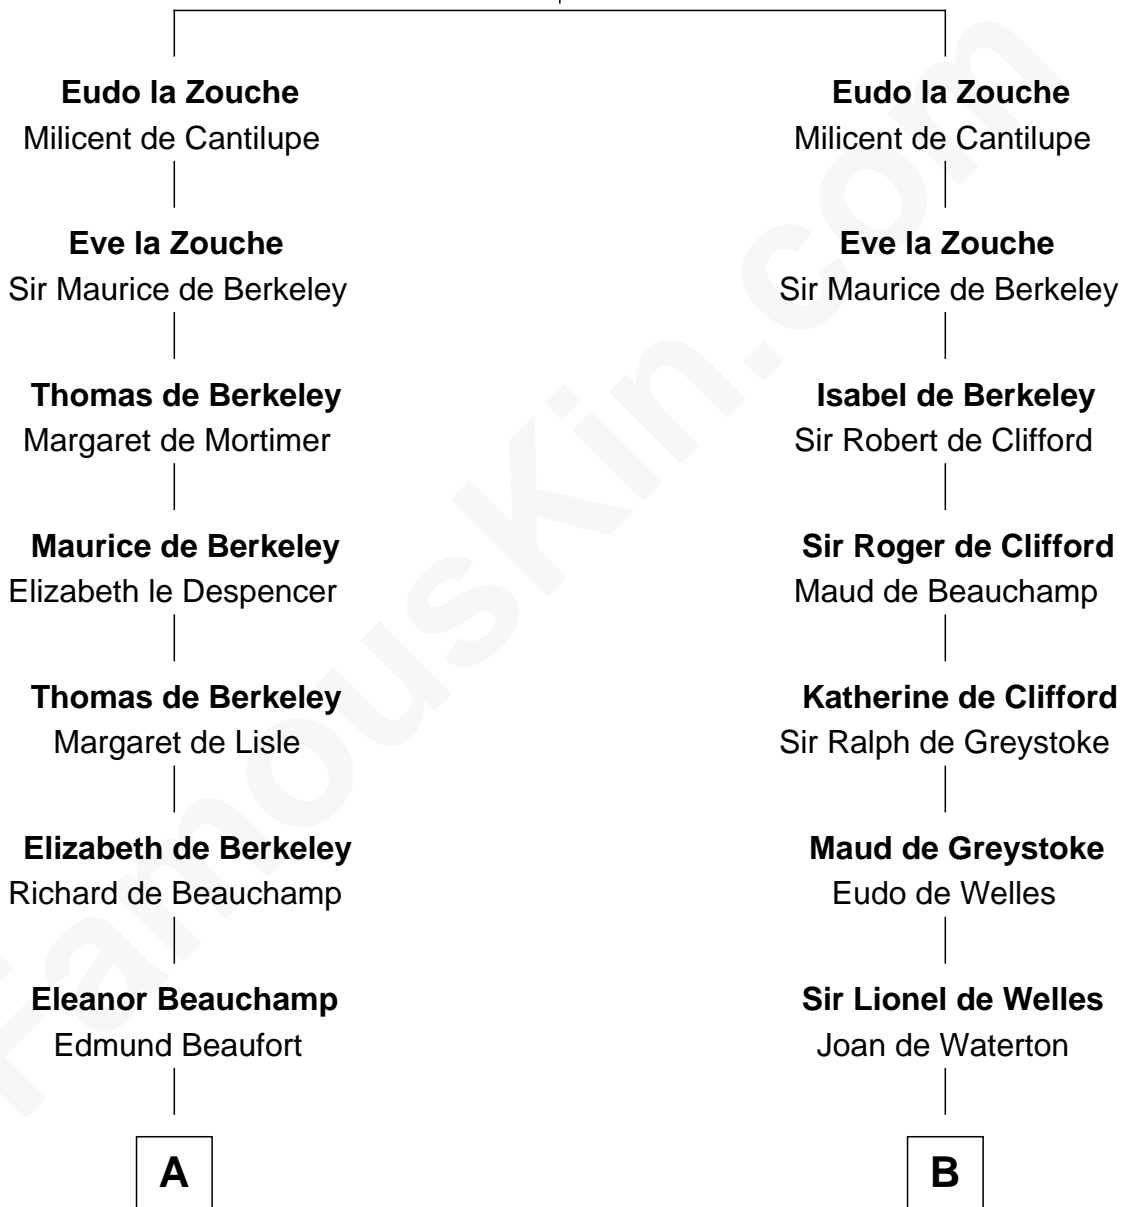 Eudo la Zouche
Milicent de Cantilupe
Eve la Zouche
Sir Maurice de Berkeley
Thomas de Berkeley
Margaret de Mortimer
Maurice de Berkeley
Elizabeth le Despencer
Thomas de Berkeley
Margaret de Lisle
Elizabeth de Berkeley
Richard de Beauchamp
Eleanor Beauchamp
Edmund Beaufort
A
Eudo la Zouche
Milicent de Cantilupe
Eve la Zouche
Sir Maurice de Berkeley
Isabel de Berkeley
Sir Robert de Clifford
Sir Roger de Clifford
Maud de Beauchamp
Katherine de Clifford
Sir Ralph de Greystoke
Maud de Greystoke
Eudo de Welles
Sir Lionel de Welles
Joan de Waterton
B
FamousKin.com